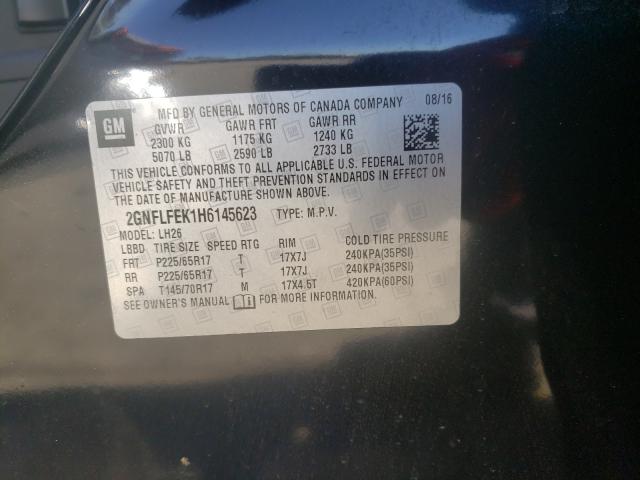 GM
MFD BY GENERAL MOTORS OF CANADA COMPANY 08/16
GVWR GAWR FRT GAWR RR
2300 KG 1175 KG 1240 KG
5070 LB 2590 LB 2733 LB
THIS VEHICLE CONFORMS TO ALL APPLICABLE U.S. FEDERAL MOTOR
VEHICLE SAFETY AND THEFT PREVENTION STANDARDS IN EFFECT ON
THE DATE OF MANUFACTURE SHOWN ABOVE.
2GNFLFEK1H6145623 TYPE: M.P.V.
MODEL: LH26
LBBD TIRE SIZE SPEED RTG RIM COLD TIRE PRESSURE
FRT P225/65R17 T 17X7J 240KPA(35PSI)
RR P225/65R17 T 17X7J 240KPA(35PSI)
SPA T145/70R17 M 17X4.5T 420KPA(60PSI)
SEE OWNER'S MANUAL FOR MORE INFORMATION.